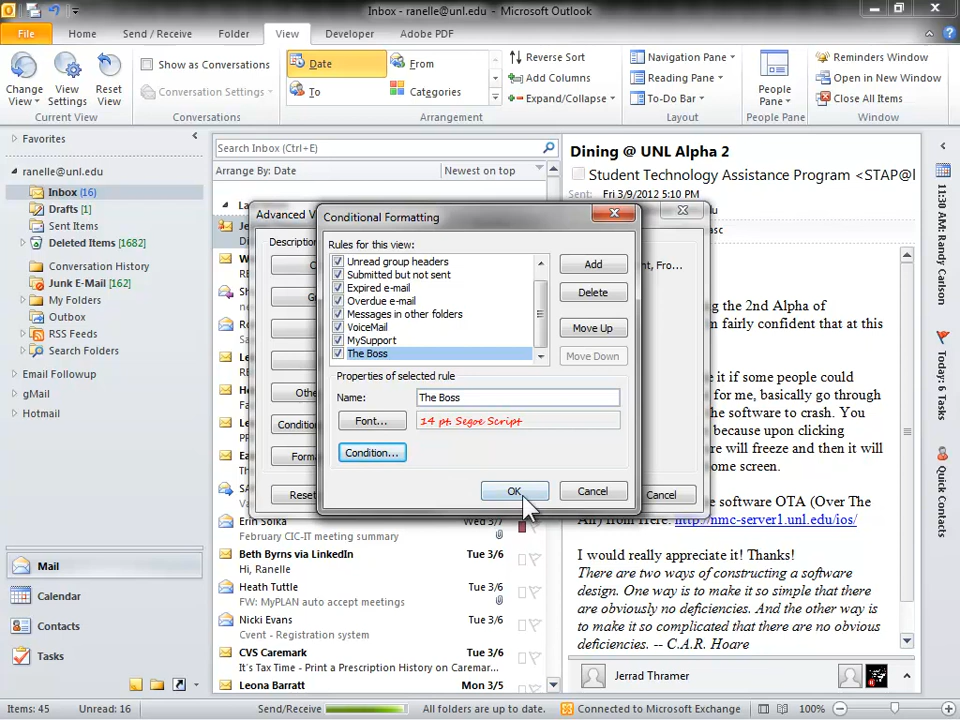 Inbox - ranelle@unl.edu - Microsoft Outlook
File
Home
Send / Receive
Folder
View
Developer
Adobe PDF
Change View
View Settings
Reset View
Current View
Show as Conversations
Conversation Settings
Conversations
Date
From
To
Categories
Arrangement
Reverse Sort
Add Columns
Expand/Collapse
Navigation Pane
Reading Pane
To-Do Bar
Layout
People Pane
People Pane
Reminders Window
Open in New Window
Close All Items
Window
Favorites
ranelle@unl.edu
Inbox (16)
Drafts [1]
Sent Items
Deleted Items [1682]
Conversation History
Junk E-Mail [162]
My Folders
Outbox
RSS Feeds
Search Folders
Email Followup
gMail
Hotmail
Mail
Calendar
Contacts
Tasks
Search Inbox (Ctrl+E)
Arrange By: Date
Newest on top
Advanced V
Description
Othe
Condition
Forma
Reset
Cancel
Conditional Formatting
Rules for this view:
Unread group headers
Submitted but not sent
Expired e-mail
Overdue e-mail
Messages in other folders
VoiceMail
MySupport
The Boss
Add
Delete
Move Up
Move Down
Properties of selected rule
Name:
The Boss
Font...
14 pt. Segoe Script
Condition...
OK
Cancel
Erin Solka
Wed 3/7
February CIC-IT meeting summary
Beth Byrns via LinkedIn
Tue 3/6
Hi, Ranelle
Heath Tuttle
Tue 3/6
FW: MyPLAN auto accept meetings
Nicki Evans
Tue 3/6
Cvent - Registration system
CVS Caremark
Tue 3/6
It's Tax Time - Print a Prescription History on Caremar...
Leona Barratt
Mon 3/5
Dining @ UNL Alpha 2
Student Technology Assistance Program <STAP@l
Sent: Fri 3/9/2012 5:10 PM
du
asc
nt, Fro...
ng the 2nd Alpha of
m fairly confident that at this
e it if some people could
for me, basically go through
the software to crash. You
because upon clicking
are will freeze and then it will
ome screen.
e software OTA (Over The
Air) from Here: http://nmc-server1.unl.edu/ios/
I would really appreciate it! Thanks!
There are two ways of constructing a software
design. One way is to make it so simple that there
are obviously no deficiencies. And the other way is
to make it so complicated that there are no obvious
deficiencies. -- C.A.R. Hoare
Jerrad Thramer
11:30 AM: Randy Carlson
Today: 6 Tasks
Quick Contacts
Items: 45
Unread: 16
Send/Receive
All folders are up to date.
Connected to Microsoft Exchange
100%